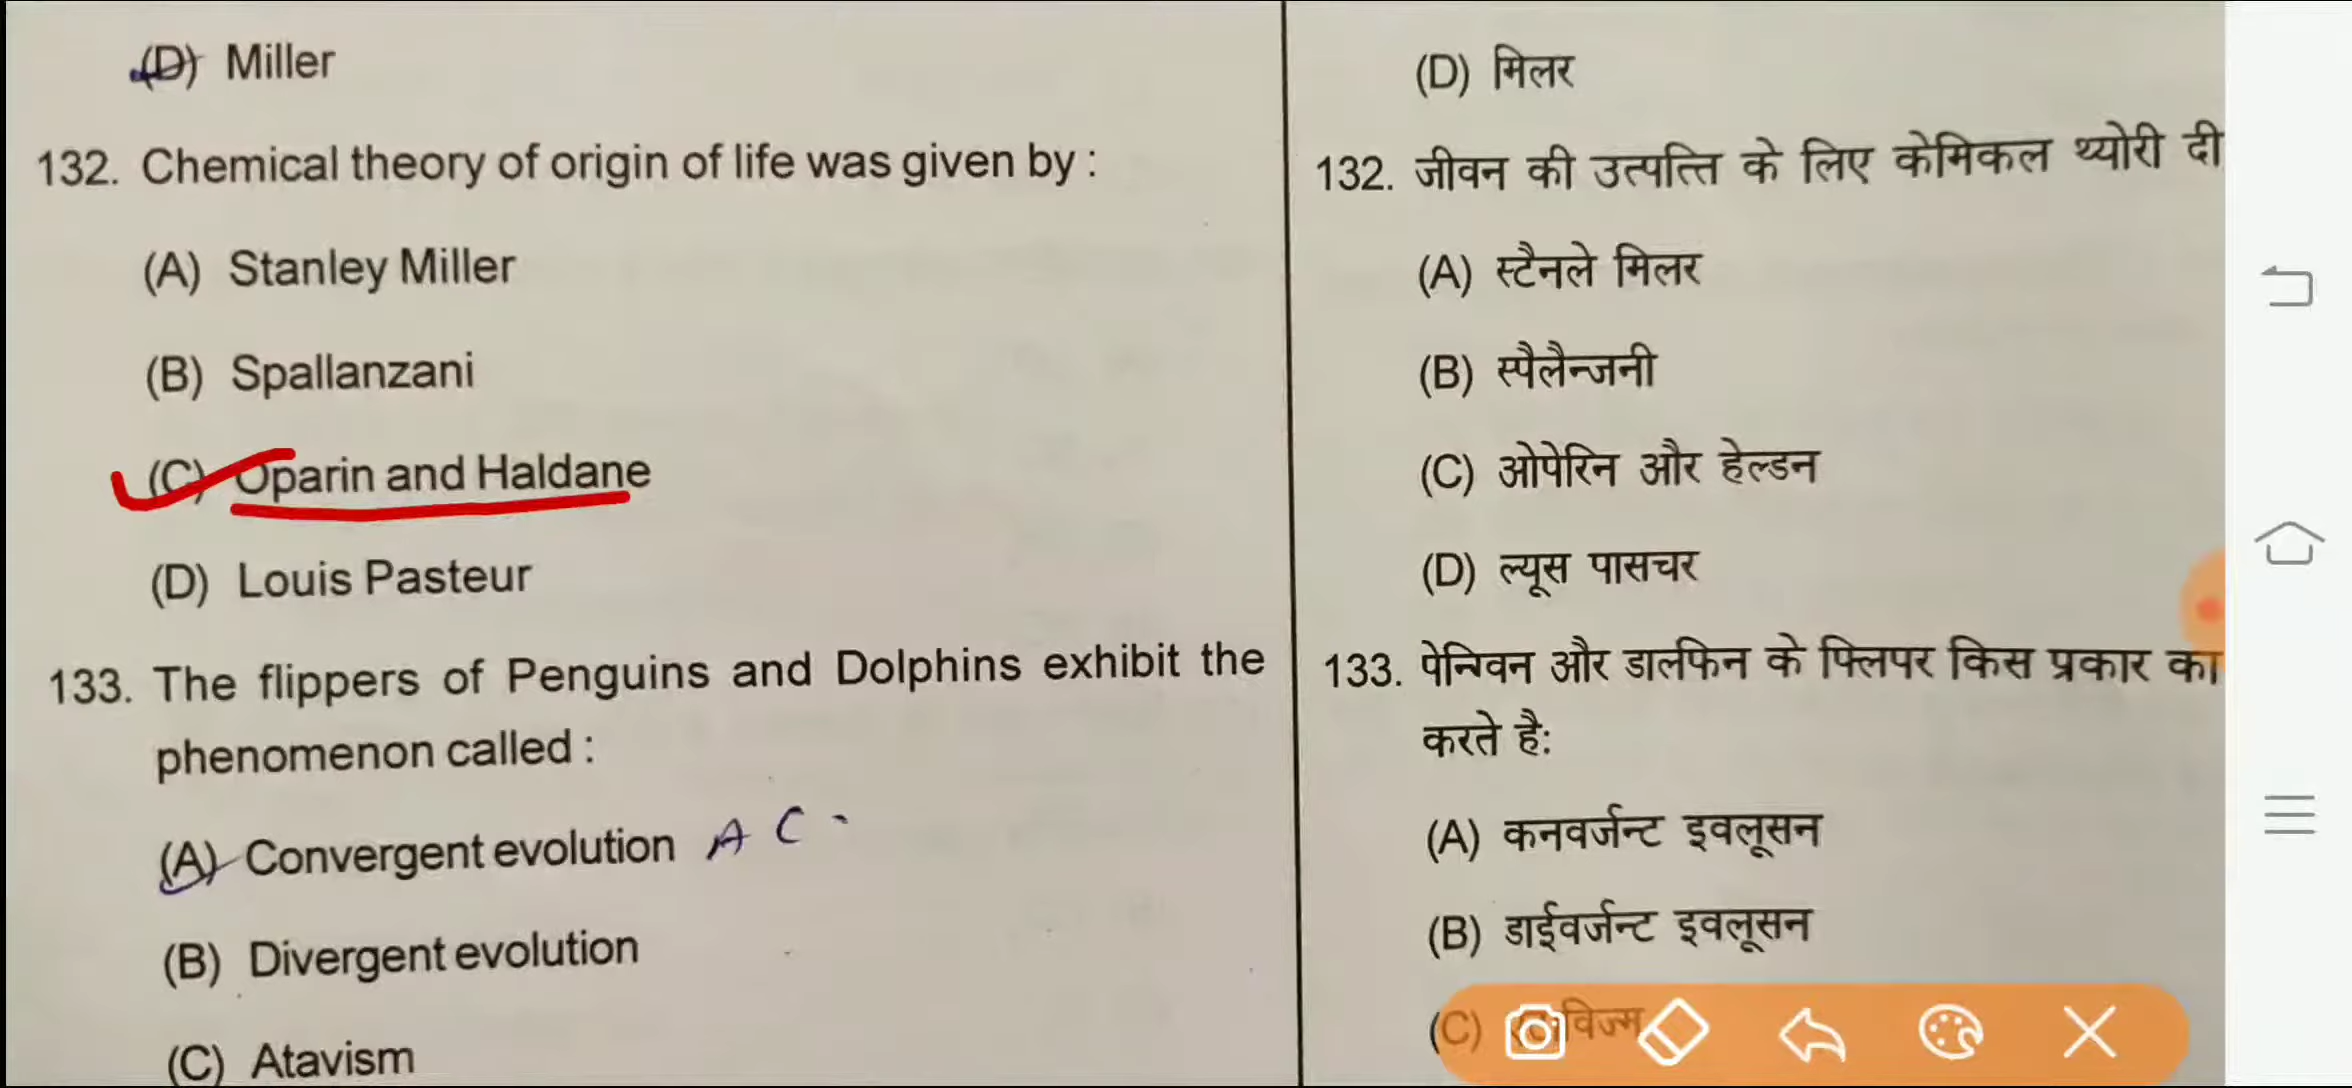 (D) Miller
132. Chemical theory of origin of life was given by :
(A) Stanley Miller
(B) Spallanzani
(C) Oparin and Haldane
(D) Louis Pasteur
133. The flippers of Penguins and Dolphins exhibit the
phenomenon called :
(A) Convergent evolution A C
(B) Divergent evolution
(C) Atavism
(D) मिलर
132. जीवन की उत्पत्ति के लिए केमिकल थ्योरी दी
(A) स्टैनले मिलर
(B) स्पैलैन्जनी
(C) ओपेरिन और हेल्डन
(D) ल्यूस पासचर
133. पेन्ग्विन और डालफिन के फ्लिपर किस प्रकार का
करते है:
(A) कनवर्जन्ट इवलूसन
(B) डाईवर्जन्ट इवलूसन
(C)